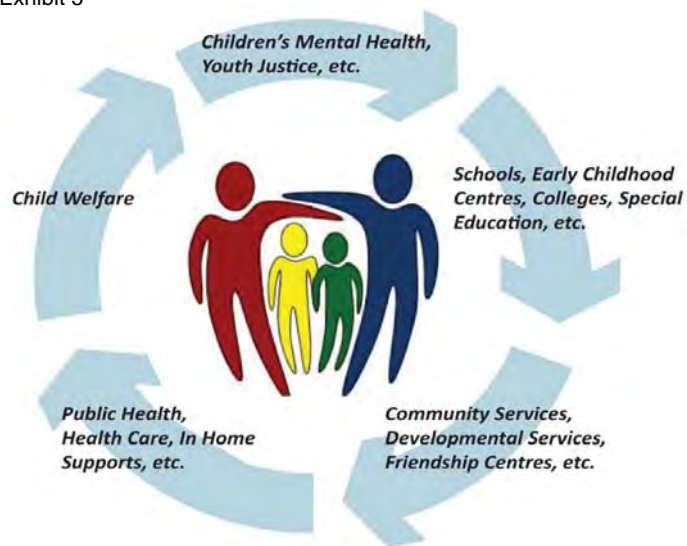 Exhibit 5
Children's Mental Health,
Youth Justice, etc.
Child Welfare
Schools, Early Childhood
Centres, Colleges, Special
Education, etc.
Public Health,
Health Care, In Home
Supports, etc.
Community Services,
Developmental Services,
Friendship Centres, etc.